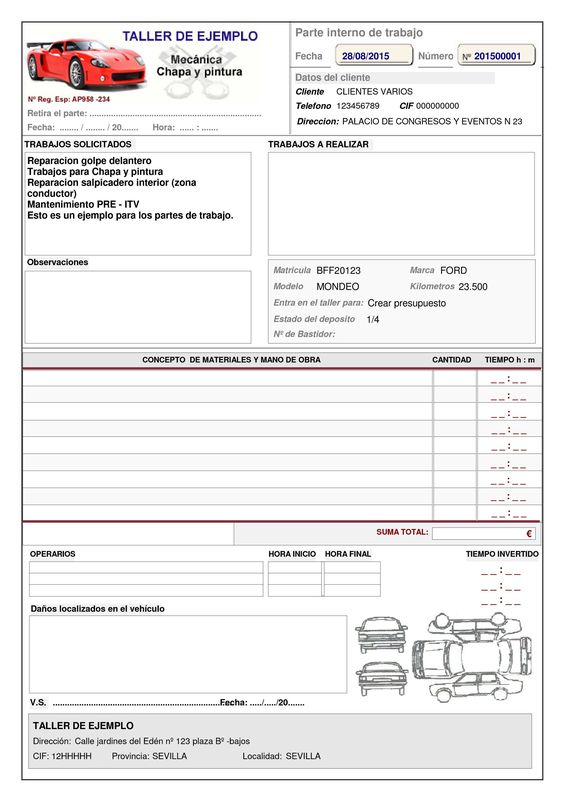 TALLER DE EJEMPLO
Mecánica
Chapa y pintura
Nº Reg. Esp: AP958 -234
Retira el parte: ................................................................
Fecha: ........ / ........ / 20....... Hora: ...... : .......
Parte interno de trabajo
Fecha 28/08/2015 Número Nº 201500001
Datos del cliente
Cliente CLIENTES VARIOS
Telefono 123456789 CIF 000000000
Direccion: PALACIO DE CONGRESOS Y EVENTOS N 23
TRABAJOS SOLICITADOS
Reparacion golpe delantero
Trabajos para Chapa y pintura
Reparacion salpicadero interior (zona
conductor)
Mantenimiento PRE - ITV
Esto es un ejemplo para los partes de trabajo.
TRABAJOS A REALIZAR
Observaciones
Matricula BFF20123 Marca FORD
Modelo MONDEO Kilometros 23.500
Entra en el taller para: Crear presupuesto
Estado del deposito 1/4
Nº de Bastidor:
CONCEPTO DE MATERIALES Y MANO DE OBRA CANTIDAD TIEMPO h : m
_ _ : _ _
_ _ : _ _
_ _ : _ _
_ _ : _ _
_ _ : _ _
_ _ : _ _
_ _ : _ _
_ _ : _ _
_ _ : _ _
SUMA TOTAL: €
OPERARIOS HORA INICIO HORA FINAL TIEMPO INVERTIDO
_ _ : _ _
_ _ : _ _
_ _ : _ _
Daños localizados en el vehículo
V.S. ................................................................Fecha: ...../...../20.......
TALLER DE EJEMPLO
Dirección: Calle jardines del Edén nº 123 plaza Bº -bajos
CIF: 12HHHHH Provincia: SEVILLA Localidad: SEVILLA